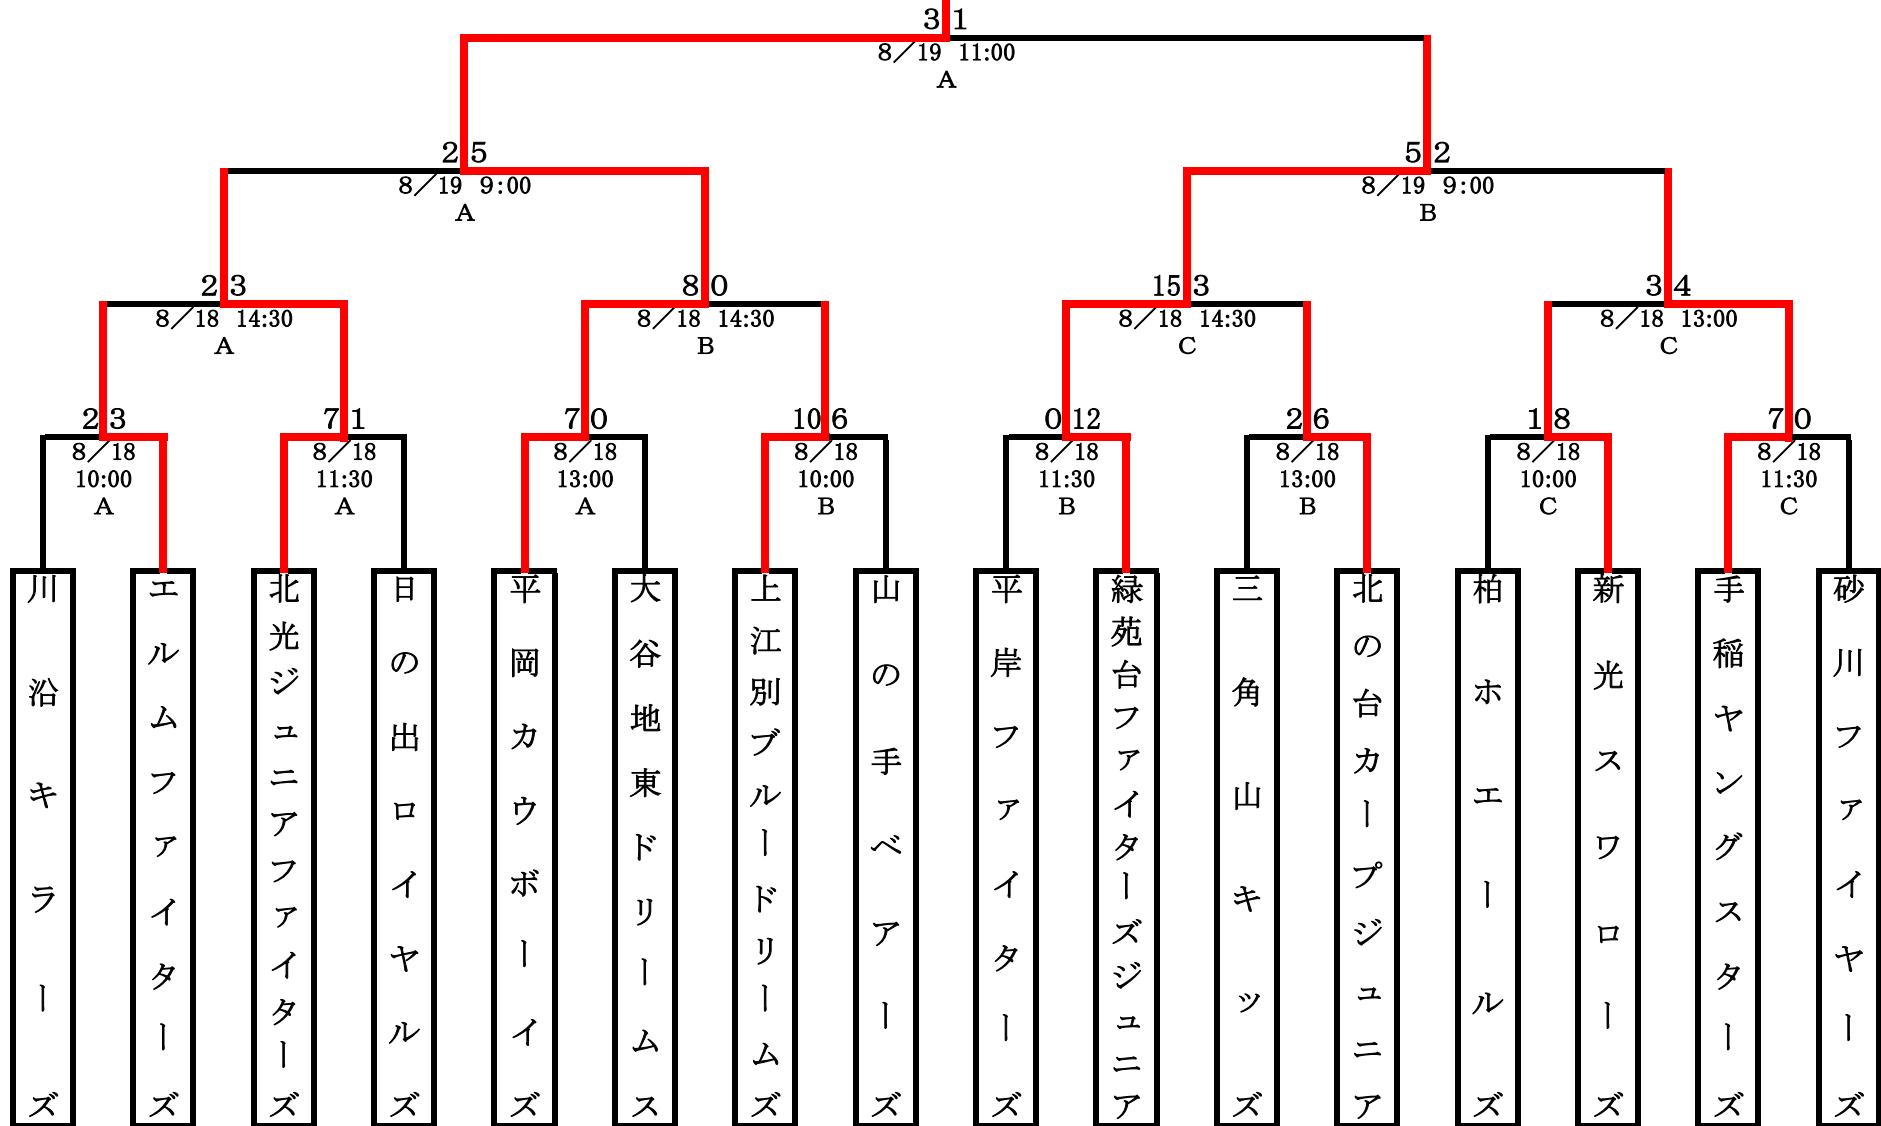 3 1
8／19 11:00
A
2 5
5 2
8／19 9:00
8／19 9:00
A
B
2 3
8 0
15 3
3 4
8／18 14:30
8／18 14:30
8／18 14:30
8／18 13:00
A
B
C
C
2 3
7 1
7 0
10 6
0 12
2 6
1 8
7 0
8／18
8／18
8／18
8／18
8／18
8／18
8／18
8／18
10:00
11:30
13:00
10:00
11:30
13:00
10:00
11:30
A
A
A
B
B
B
C
C
川沿キラーズ
エルムファイターズ
北光ジュニアファイターズ
日の出ロイヤルズ
平岡カウボーイズ
大谷地東ドリームス
上江別ブルードリームズ
山の手ベアーズ
平岸ファイターズ
緑苑台ファイターズジュニア
三角山キッズ
北の台カープジュニア
柏ホエールズ
新光スワローズ
手稲ヤングスターズ
砂川ファイヤーズ